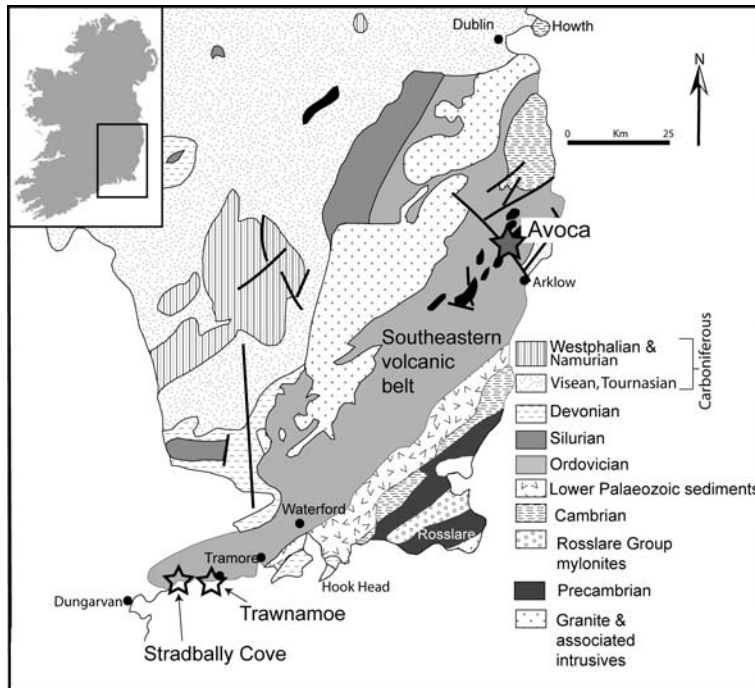 Dublin
Howth
N
0 Km 25
Avoca
Arklow
Southeastern
volcanic
belt
Westphalian &
Namurian
Visean, Tournasian
Carboniferous
Devonian
Silurian
Ordovician
Lower Palaeozoic sediments
Cambrian
Rosslare Group
mylonites
Precambrian
Granite &
associated
intrusives
Waterford
Rosslare
Tramore
Hook Head
Dungarvan
Trawnamoe
Stradbally Cove